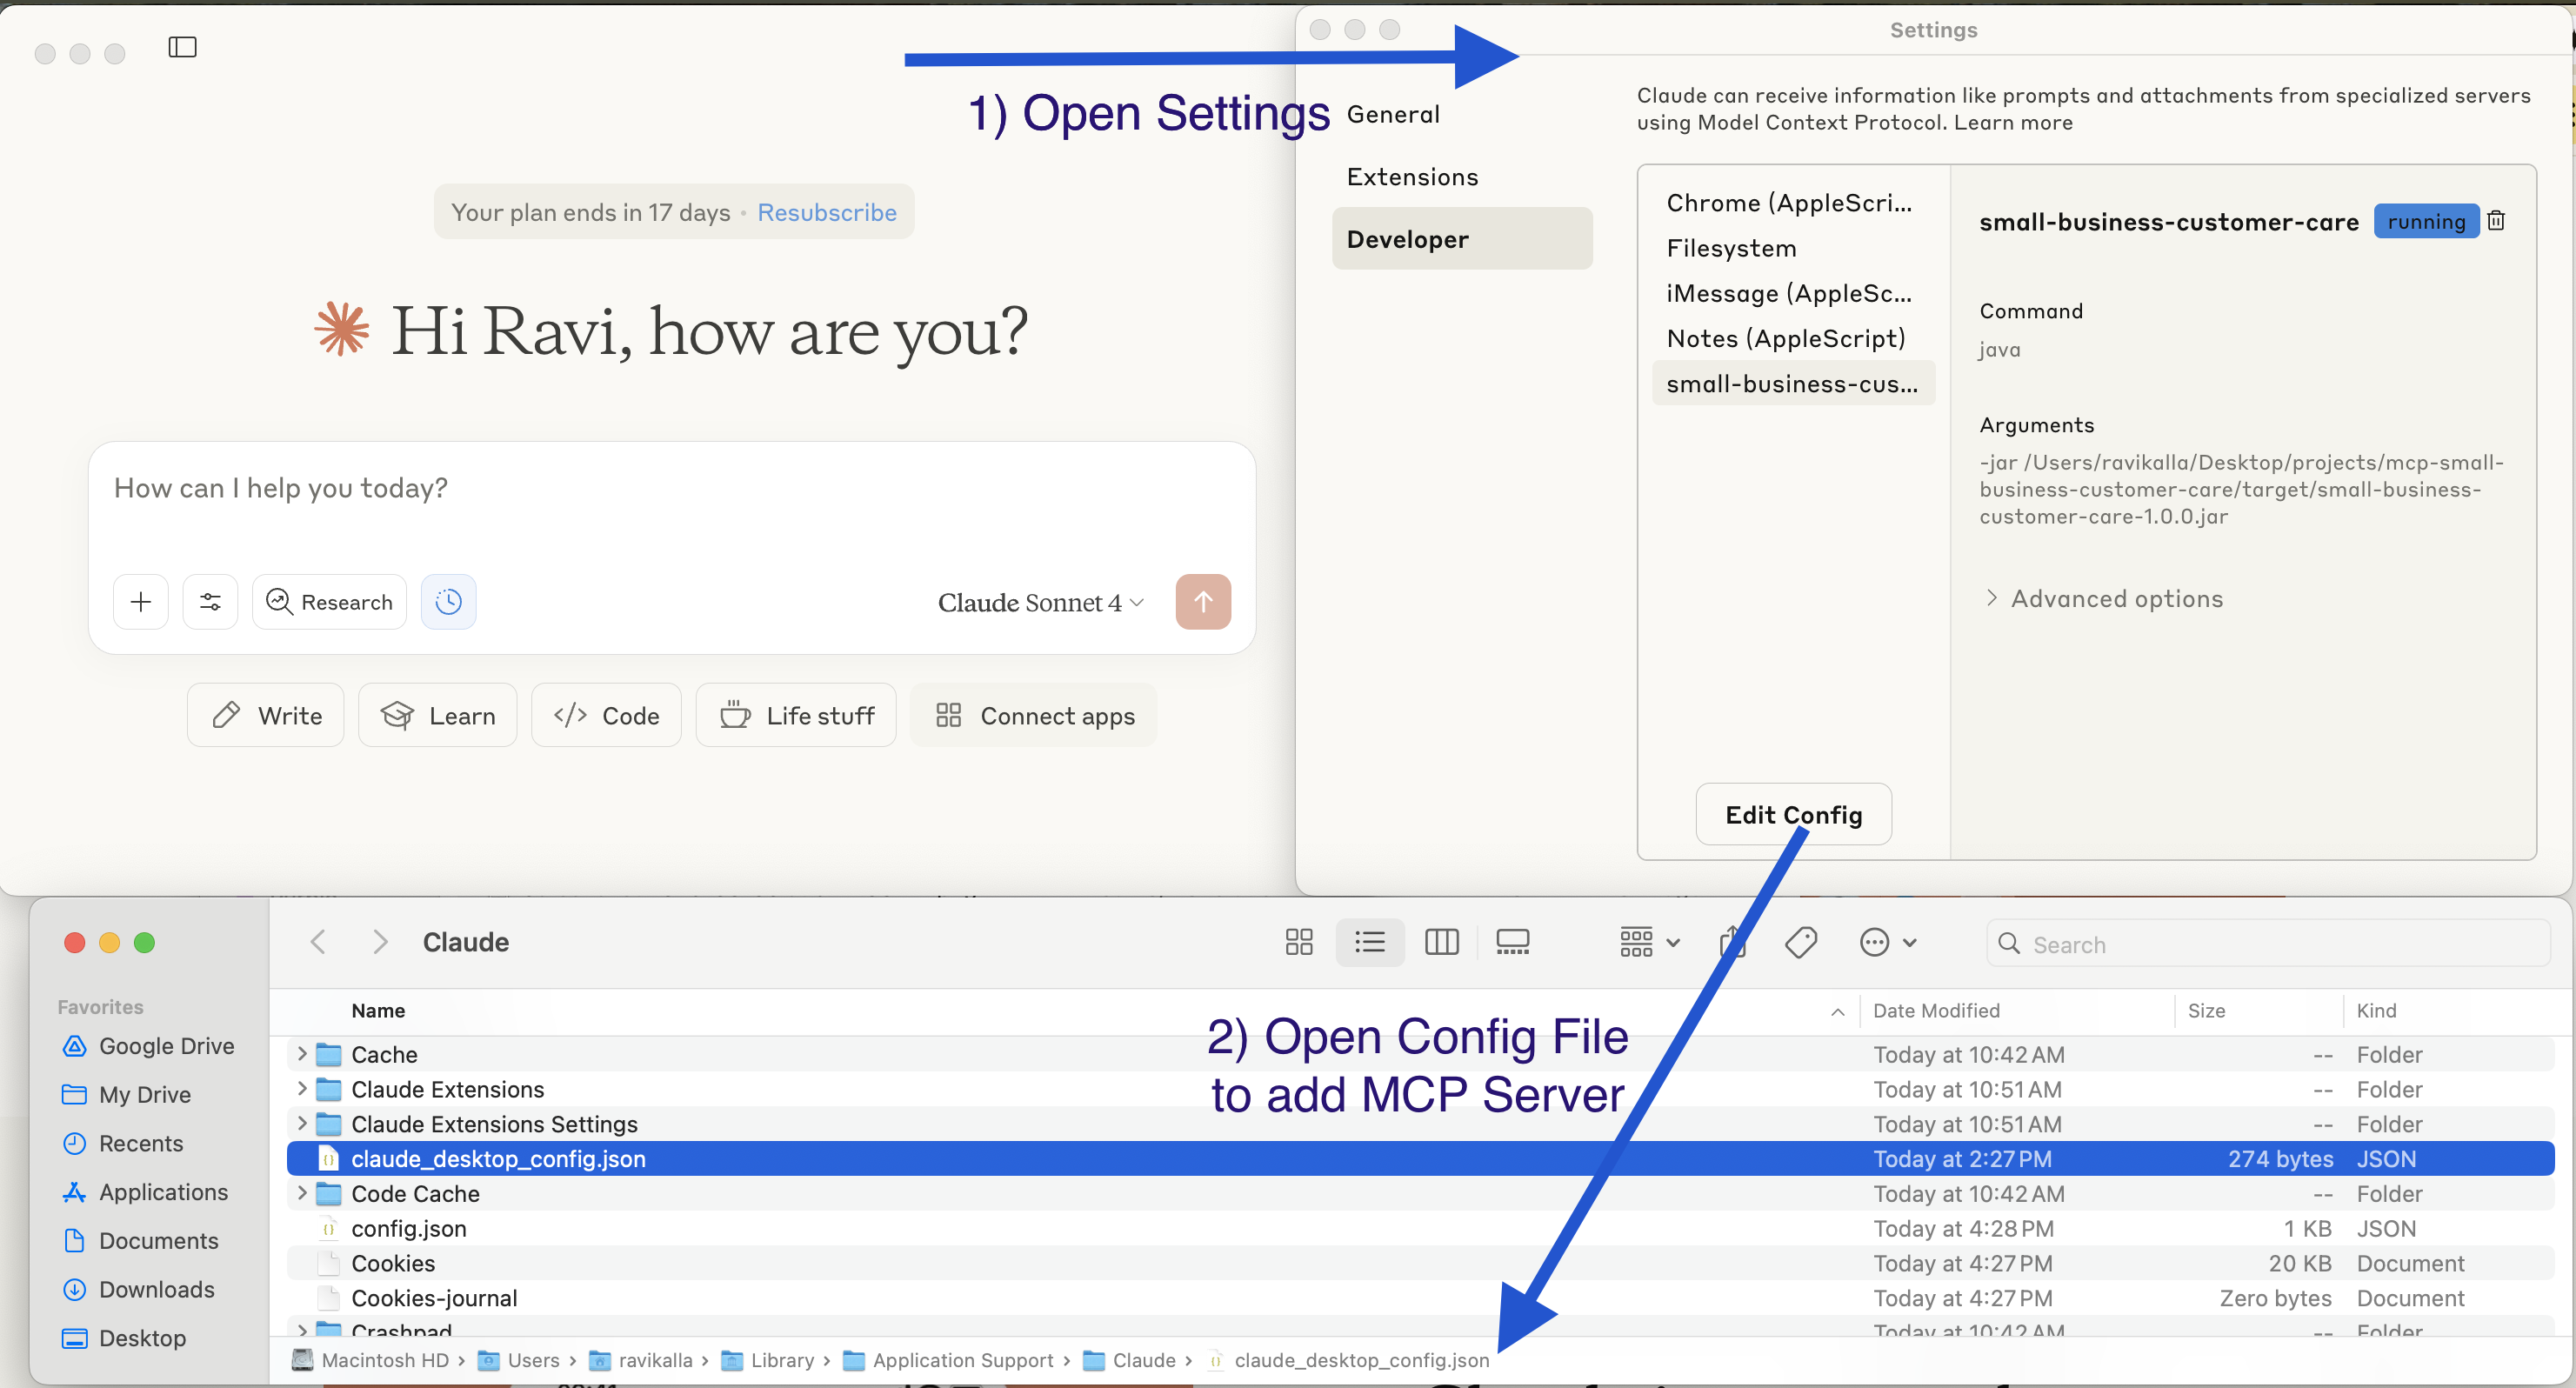 Your plan ends in 17 days • Resubscribe
Hi Ravi, how are you?
How can I help you today?
Research
Claude Sonnet 4
Write
Learn
Code
Life stuff
Connect apps
1) Open Settings
Settings
General
Extensions
Developer
Claude can receive information like prompts and attachments from specialized servers
using Model Context Protocol. Learn more
Chrome (AppleScri...
Filesystem
iMessage (AppleSc...
Notes (AppleScript)
small-business-cus...
Edit Config
small-business-customer-care running
Command
java
Arguments
-jar /Users/ravikalla/Desktop/projects/mcp-small-
business-customer-care/target/small-business-
customer-care-1.0.0.jar
Advanced options
Claude
Search
Favorites
Google Drive
My Drive
Recents
Applications
Documents
Downloads
Desktop
2) Open Config File
to add MCP Server
Name Date Modified Size Kind
Cache Today at 10:42 AM -- Folder
Claude Extensions Today at 10:51 AM -- Folder
Claude Extensions Settings Today at 10:51 AM -- Folder
claude_desktop_config.json Today at 2:27 PM 274 bytes JSON
Code Cache Today at 10:42 AM -- Folder
config.json Today at 4:28 PM 1 KB JSON
Cookies Today at 4:27 PM 20 KB Document
Cookies-journal Today at 4:27 PM Zero bytes Document
Crashpad Today at 10:42 AM -- Folder
Macintosh HD › Users › ravikalla › Library › Application Support › Claude › claude_desktop_config.json